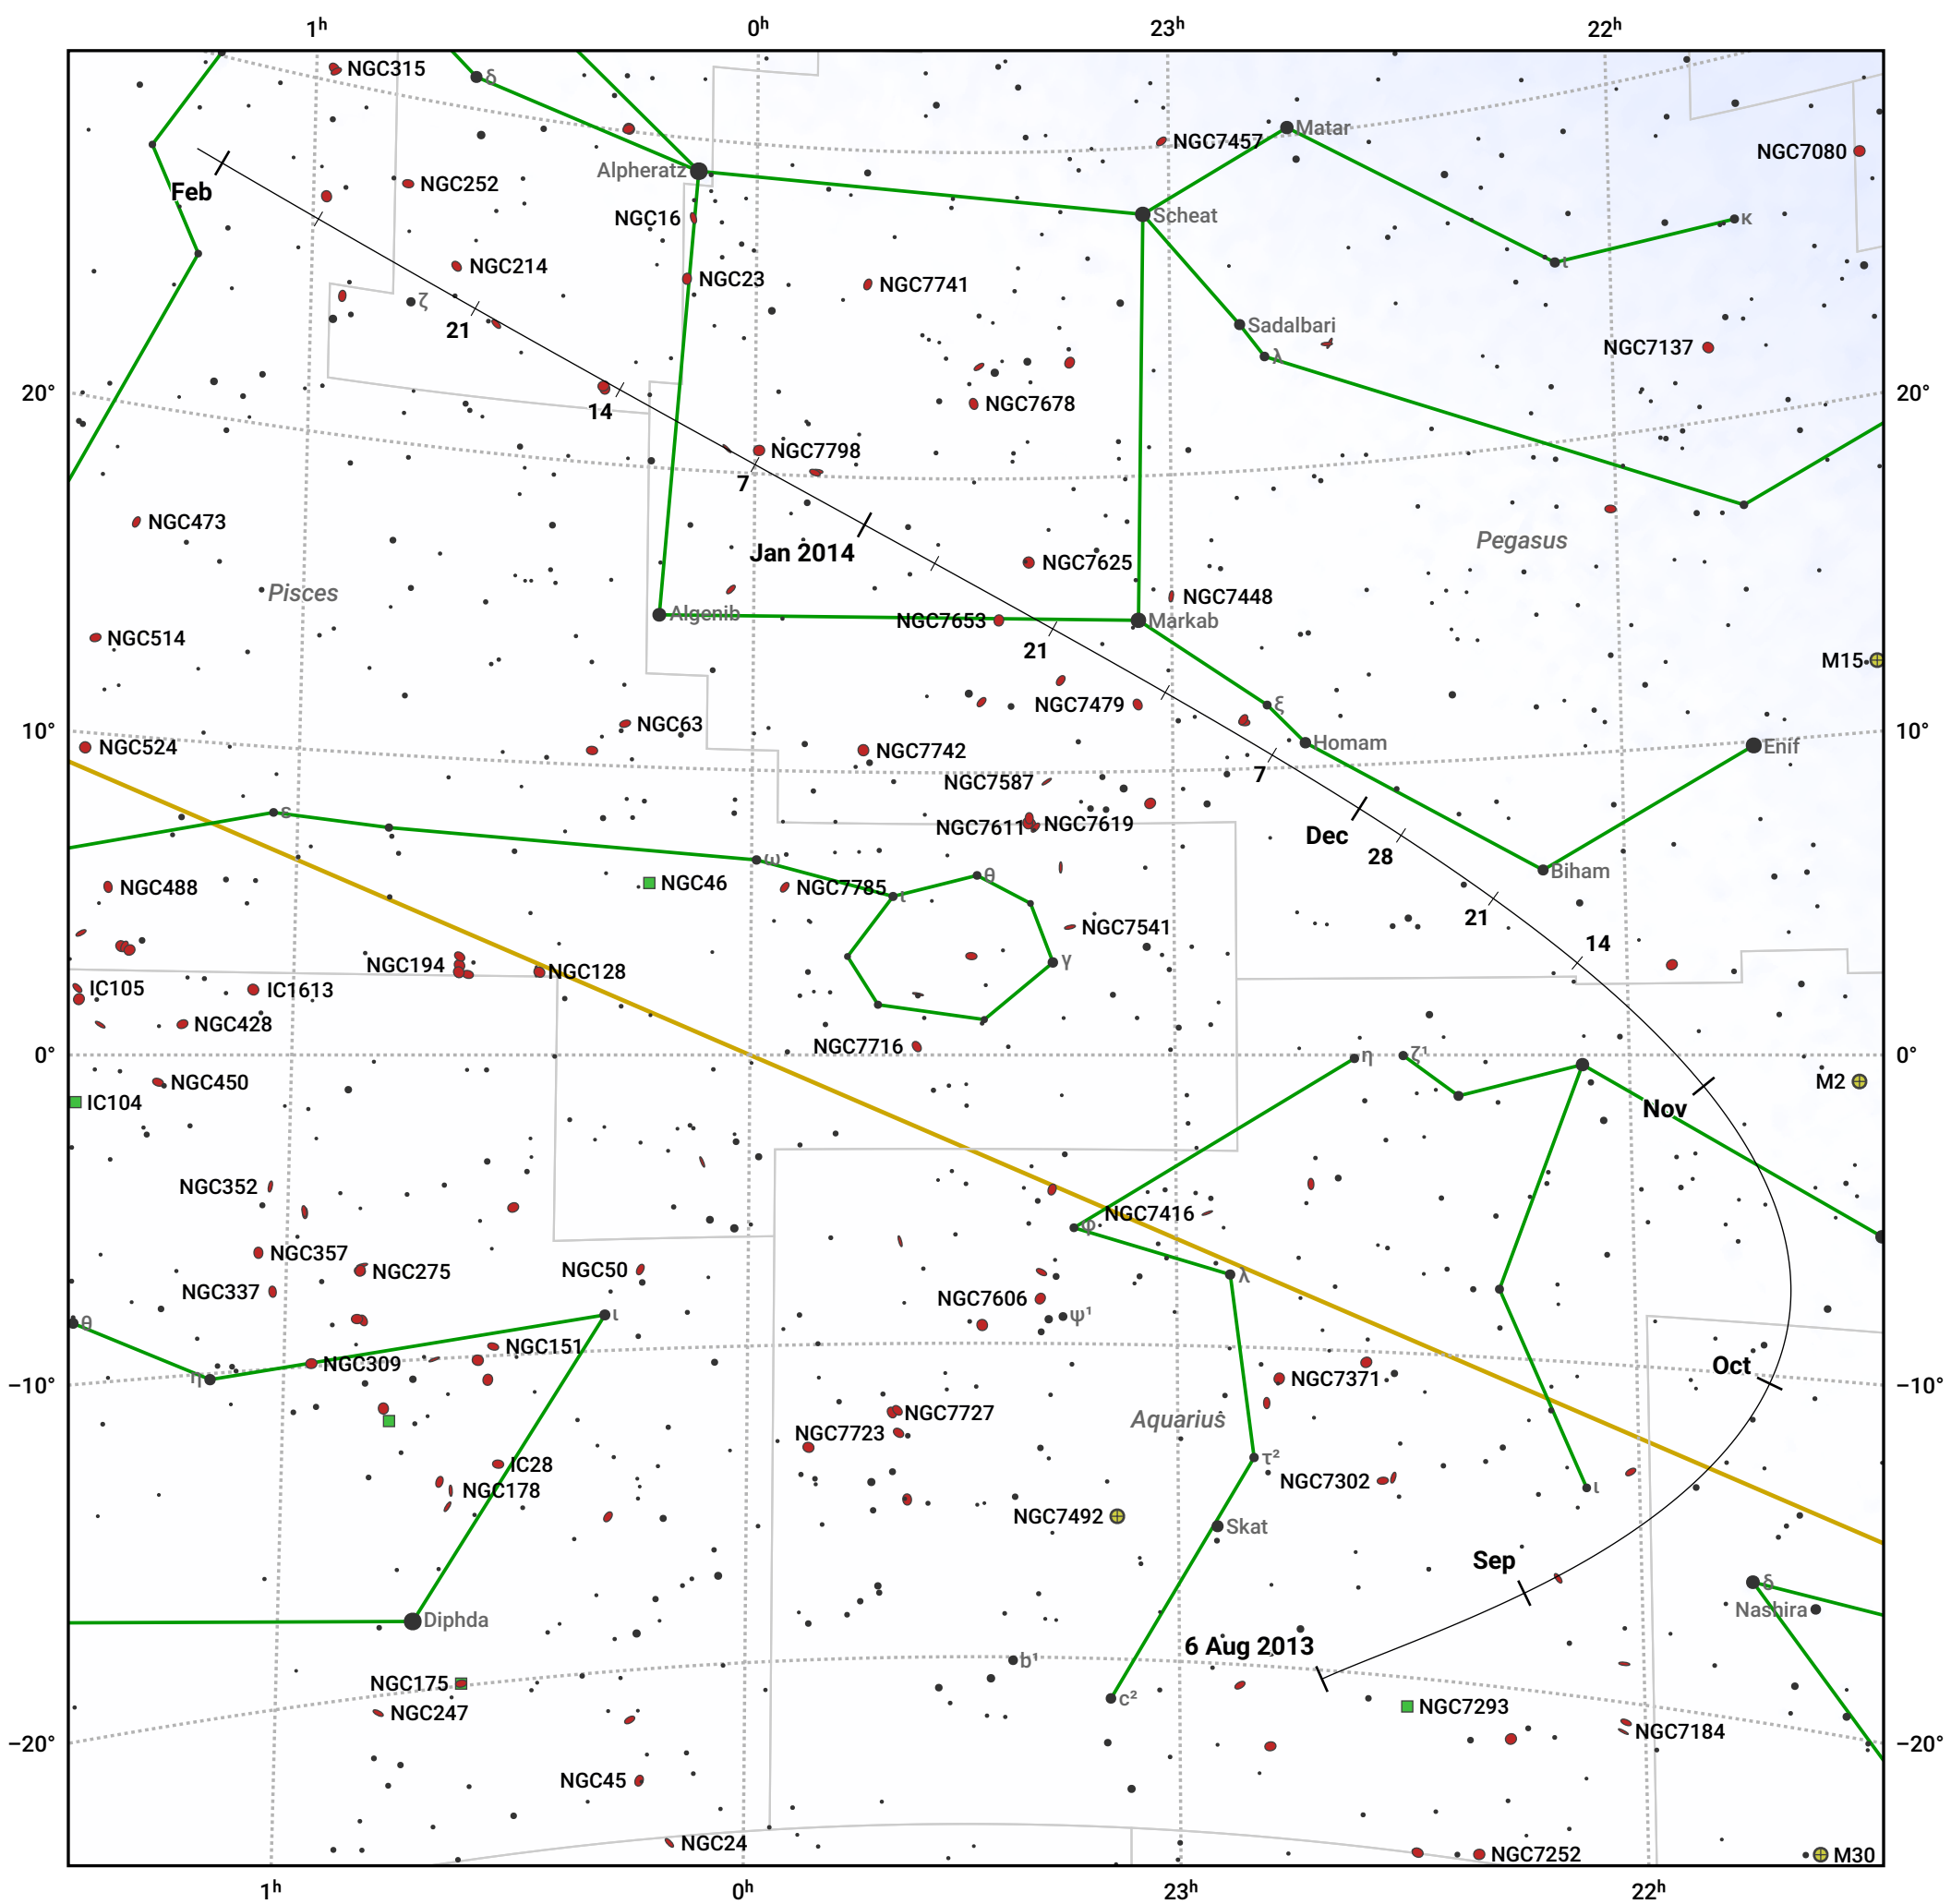 1ʰ 0ʰ 23ʰ 22ʰ
NGC315
δ
Matar
NGC7457
NGC7080
Alpheratz
Feb
NGC252
NGC16
Scheat
κ
ι
NGC214
NGC23
NGC7741
ζ
21
Sadalbari
λ
NGC7137
20° 20°
14
NGC7678
NGC7798
7
NGC473
Jan 2014
Pegasus
NGC7625
Pisces
NGC7448
Algenib
NGC7653
Markab
NGC514
21
M15
NGC63
NGC7479
ξ
10° 10°
NGC524
NGC7742
Homam
Enif
7
NGC7587
ε
NGC7611
NGC7619
Dec
28
ω
NGC488
NGC46
NGC7785
ι
θ
Biham
21
NGC7541
14
NGC194
NGC128
γ
IC105
IC1613
NGC428
NGC7716
0° 0°
η
ζ¹
NGC450
M2
IC104
Nov
NGC352
NGC7416
φ
NGC357
NGC275
NGC50
λ
NGC337
NGC7606
ψ¹
θ
ι
NGC151
NGC309
Oct
η
−10° −10°
NGC7371
NGC7727
Aquarius
NGC7723
IC28
τ²
NGC178
NGC7302
ι
NGC7492
Skat
Sep
δ
Nashira
Diphda
6 Aug 2013
b¹
NGC175
c²
NGC247
NGC7293
NGC7184
−20° −20°
NGC45
NGC24
NGC7252
M30
1ʰ 0ʰ 23ʰ 22ʰ